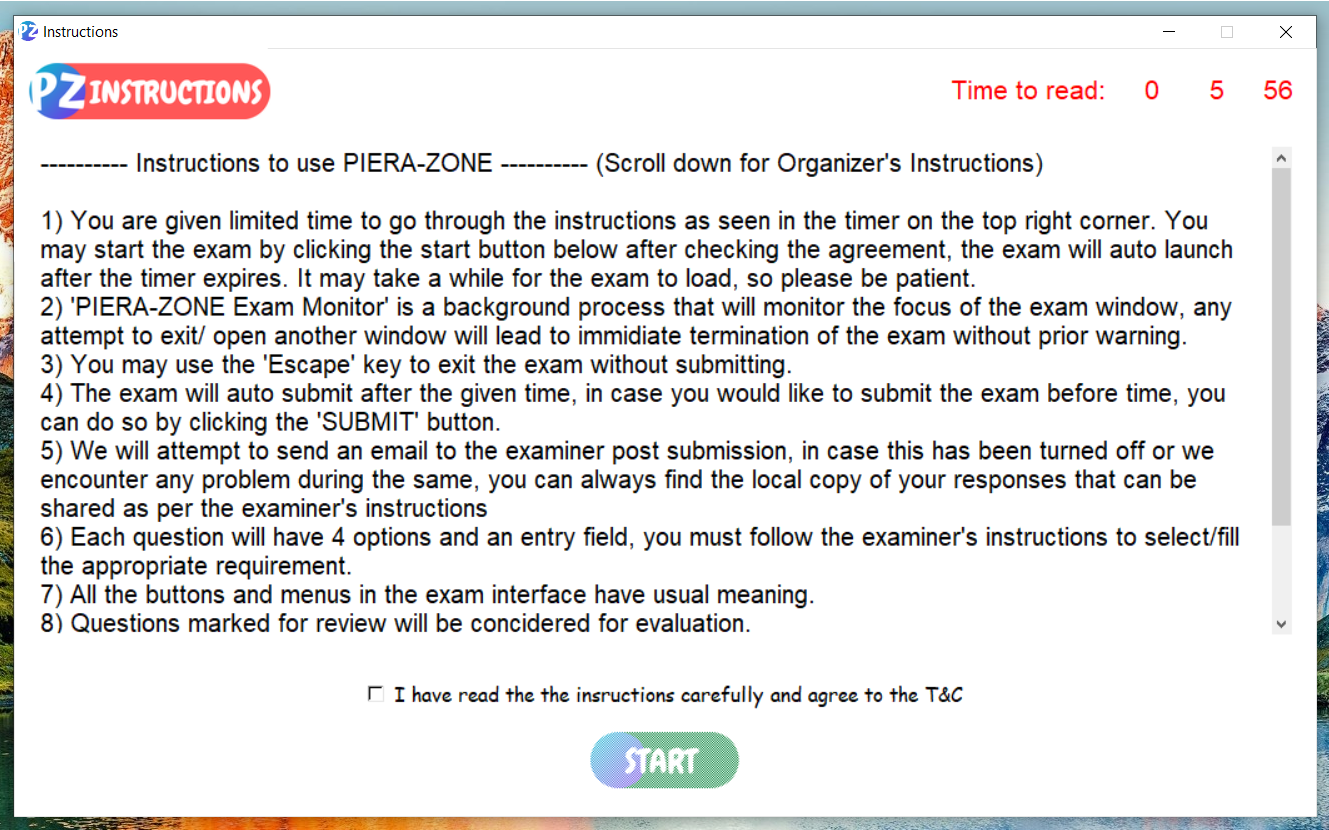 PZ Instructions
PZ INSTRUCTIONS
Time to read: 0 5 56
---------- Instructions to use PIERA-ZONE ---------- (Scroll down for Organizer's Instructions)
1) You are given limited time to go through the instructions as seen in the timer on the top right corner. You
may start the exam by clicking the start button below after checking the agreement, the exam will auto launch
after the timer expires. It may take a while for the exam to load, so please be patient.
2) 'PIERA-ZONE Exam Monitor' is a background process that will monitor the focus of the exam window, any
attempt to exit/ open another window will lead to immidiate termination of the exam without prior warning.
3) You may use the 'Escape' key to exit the exam without submitting.
4) The exam will auto submit after the given time, in case you would like to submit the exam before time, you
can do so by clicking the 'SUBMIT' button.
5) We will attempt to send an email to the examiner post submission, in case this has been turned off or we
encounter any problem during the same, you can always find the local copy of your responses that can be
shared as per the examiner's instructions
6) Each question will have 4 options and an entry field, you must follow the examiner's instructions to select/fill
the appropriate requirement.
7) All the buttons and menus in the exam interface have usual meaning.
8) Questions marked for review will be concidered for evaluation.
I have read the the insructions carefully and agree to the T&C
START